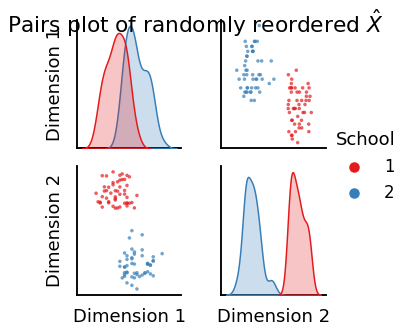 Pairs plot of randomly reordered X̂
Dimension 1
School
1
2
Dimension 2
Dimension 1
Dimension 2